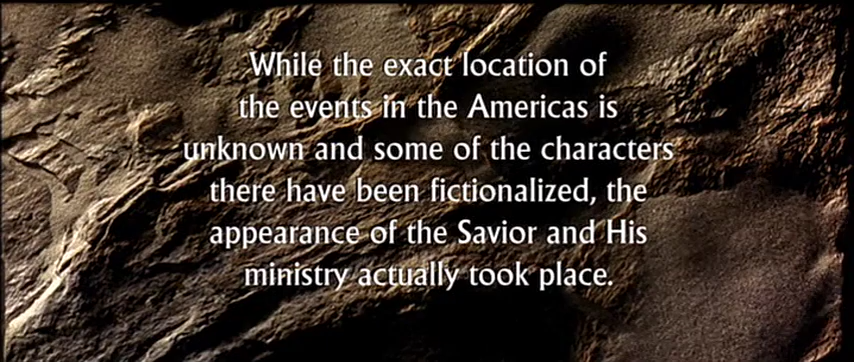 While the exact location of
the events in the Americas is
unknown and some of the characters
there have been fictionalized, the
appearance of the Savior and His
ministry actually took place.